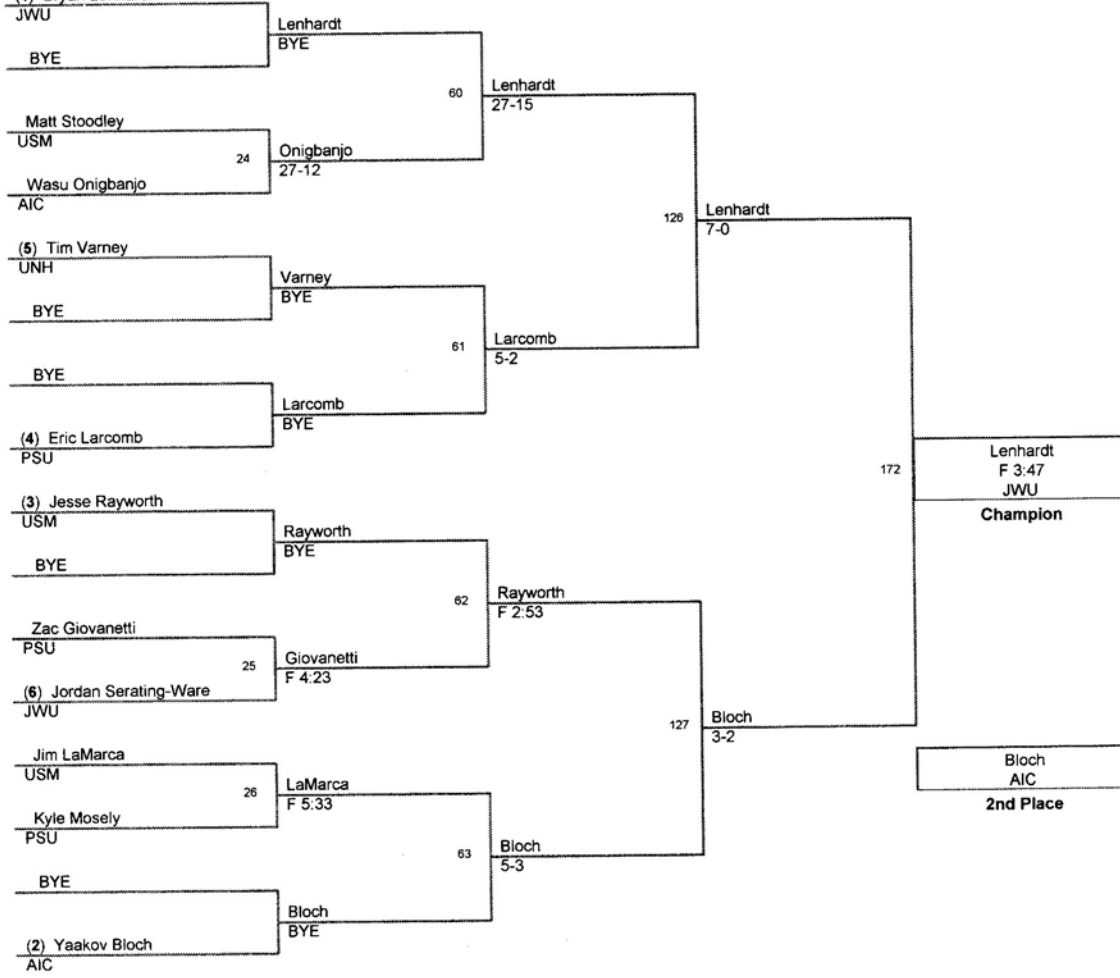 JWU
BYE
Lenhardt
BYE
Matt Stoodley
USM
Wasu Onigbanjo
AIC
24
Onigbanjo
27-12
60
Lenhardt
27-15
(5) Tim Varney
UNH
BYE
Varney
BYE
BYE
(4) Eric Larcomb
PSU
Larcomb
BYE
61
Larcomb
5-2
126
Lenhardt
7-0
(3) Jesse Rayworth
USM
BYE
Rayworth
BYE
Zac Giovanetti
PSU
(6) Jordan Serating-Ware
JWU
25
Giovanetti
F 4:23
62
Rayworth
F 2:53
Jim LaMarca
USM
Kyle Mosely
PSU
26
LaMarca
F 5:33
BYE
(2) Yaakov Bloch
AIC
Bloch
BYE
63
Bloch
5-3
127
Bloch
3-2
172
Lenhardt
F 3:47
JWU
Champion
Bloch
AIC
2nd Place